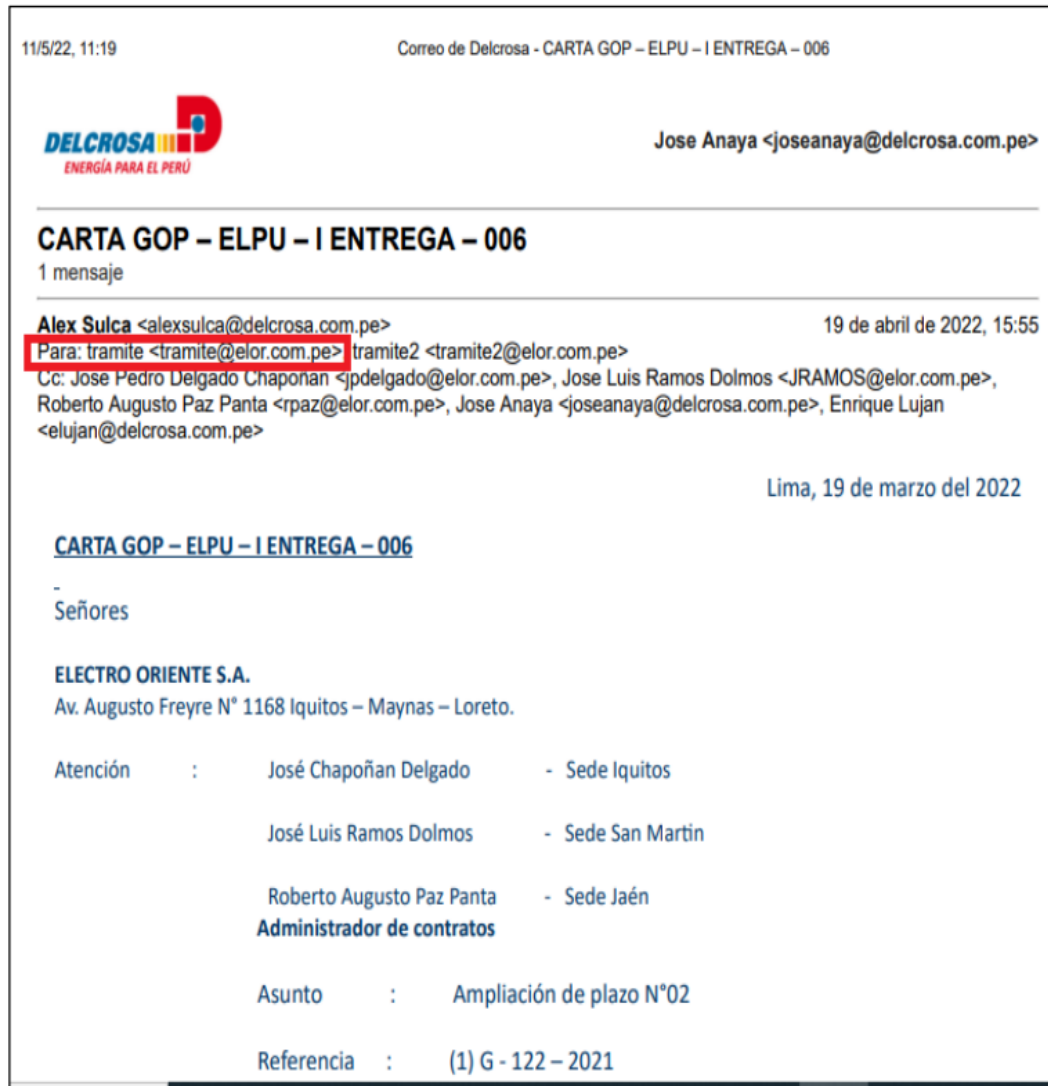 11/5/22, 11:19 Correo de Delcrosa - CARTA GOP – ELPU – I ENTREGA – 006
DELCROSA
ENERGÍA PARA EL PERÚ
Jose Anaya <joseanaya@delcrosa.com.pe>
CARTA GOP – ELPU – I ENTREGA – 006
1 mensaje
Alex Sulca <alexsulca@delcrosa.com.pe> 19 de abril de 2022, 15:55
Para: tramite <tramite@elor.com.pe> tramite2 <tramite2@elor.com.pe>
Cc: Jose Pedro Delgado Chapoñan <jpdelgado@elor.com.pe>, Jose Luis Ramos Dolmos <JRAMOS@elor.com.pe>,
Roberto Augusto Paz Panta <rpaz@elor.com.pe>, Jose Anaya <joseanaya@delcrosa.com.pe>, Enrique Lujan
<elujan@delcrosa.com.pe>
Lima, 19 de marzo del 2022
CARTA GOP – ELPU – I ENTREGA – 006
-
Señores
ELECTRO ORIENTE S.A.
Av. Augusto Freyre N° 1168 Iquitos – Maynas – Loreto.
Atención : José Chapoñan Delgado - Sede Iquitos
José Luis Ramos Dolmos - Sede San Martin
Roberto Augusto Paz Panta - Sede Jaén
Administrador de contratos
Asunto : Ampliación de plazo N°02
Referencia : (1) G - 122 – 2021